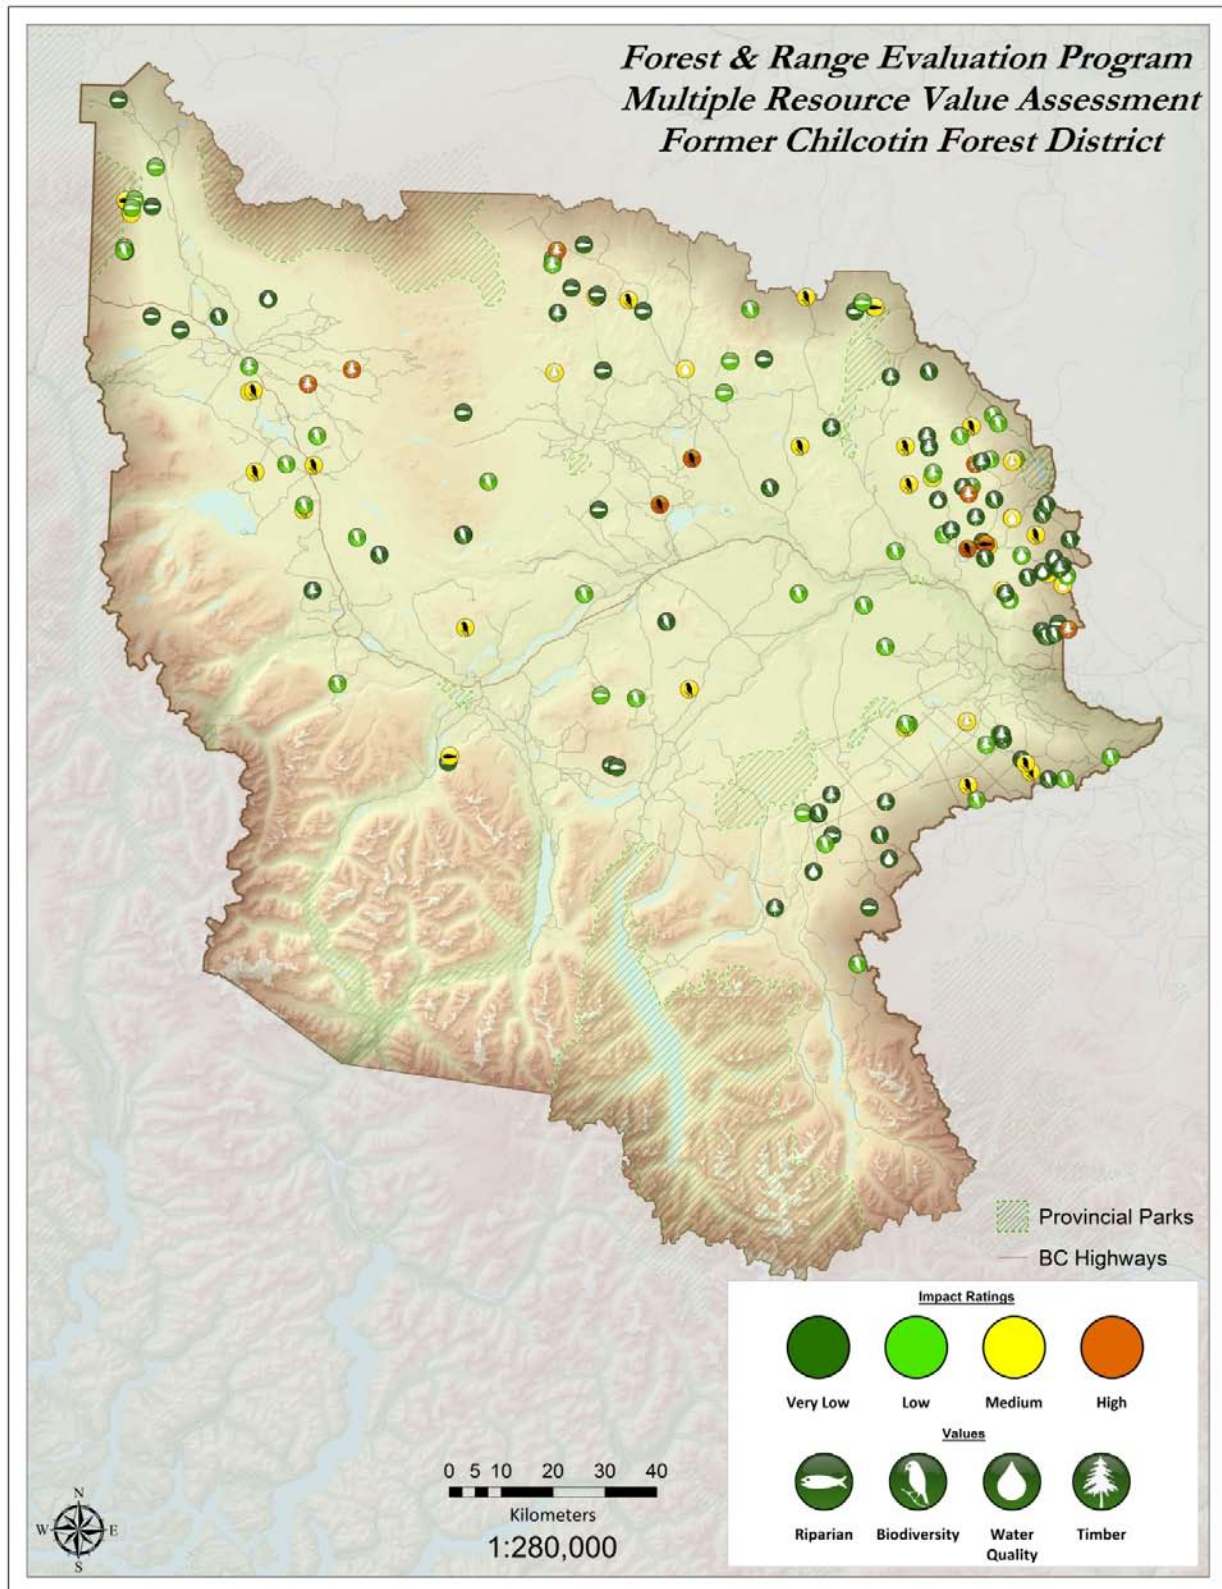 Forest & Range Evaluation Program
Multiple Resource Value Assessment
Former Chilcotin Forest District
Provincial Parks
BC Highways
Impact Ratings
Very Low Low Medium High
Values
Riparian Biodiversity Water Quality Timber
N
W E
S
0 5 10 20 30 40
Kilometers
1:280,000